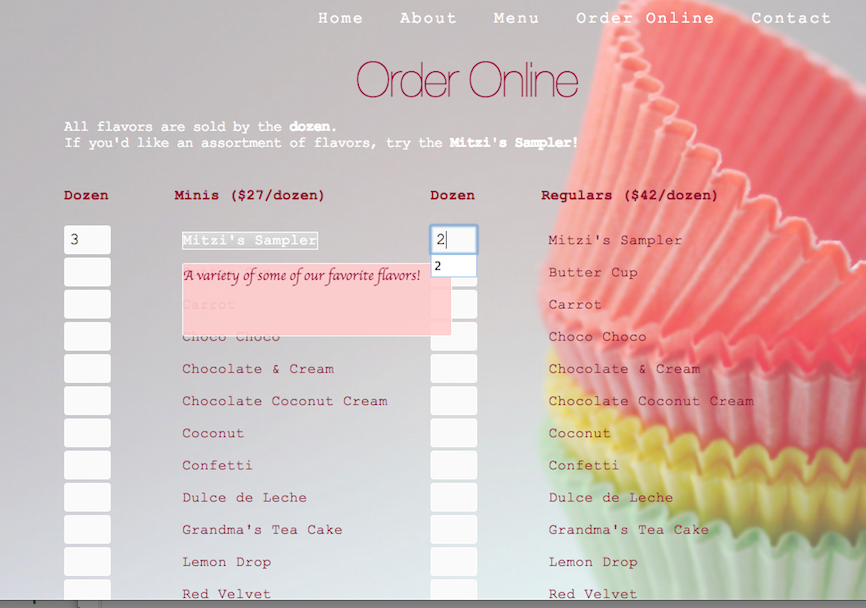 Home About Menu Order Online Contact
Order Online
All flavors are sold by the dozen.
If you'd like an assortment of flavors, try the Mitzi's Sampler!
Dozen Minis ($27/dozen) Dozen Regulars ($42/dozen)
3 Mitzi's Sampler 2 Mitzi's Sampler
2
A variety of some of our favorite flavors! Butter Cup
Carrot Carrot
Choco Choco Choco Choco
Chocolate & Cream Chocolate & Cream
Chocolate Coconut Cream Chocolate Coconut Cream
Coconut Coconut
Confetti Confetti
Dulce de Leche Dulce de Leche
Grandma's Tea Cake Grandma's Tea Cake
Lemon Drop Lemon Drop
Red Velvet Red Velvet